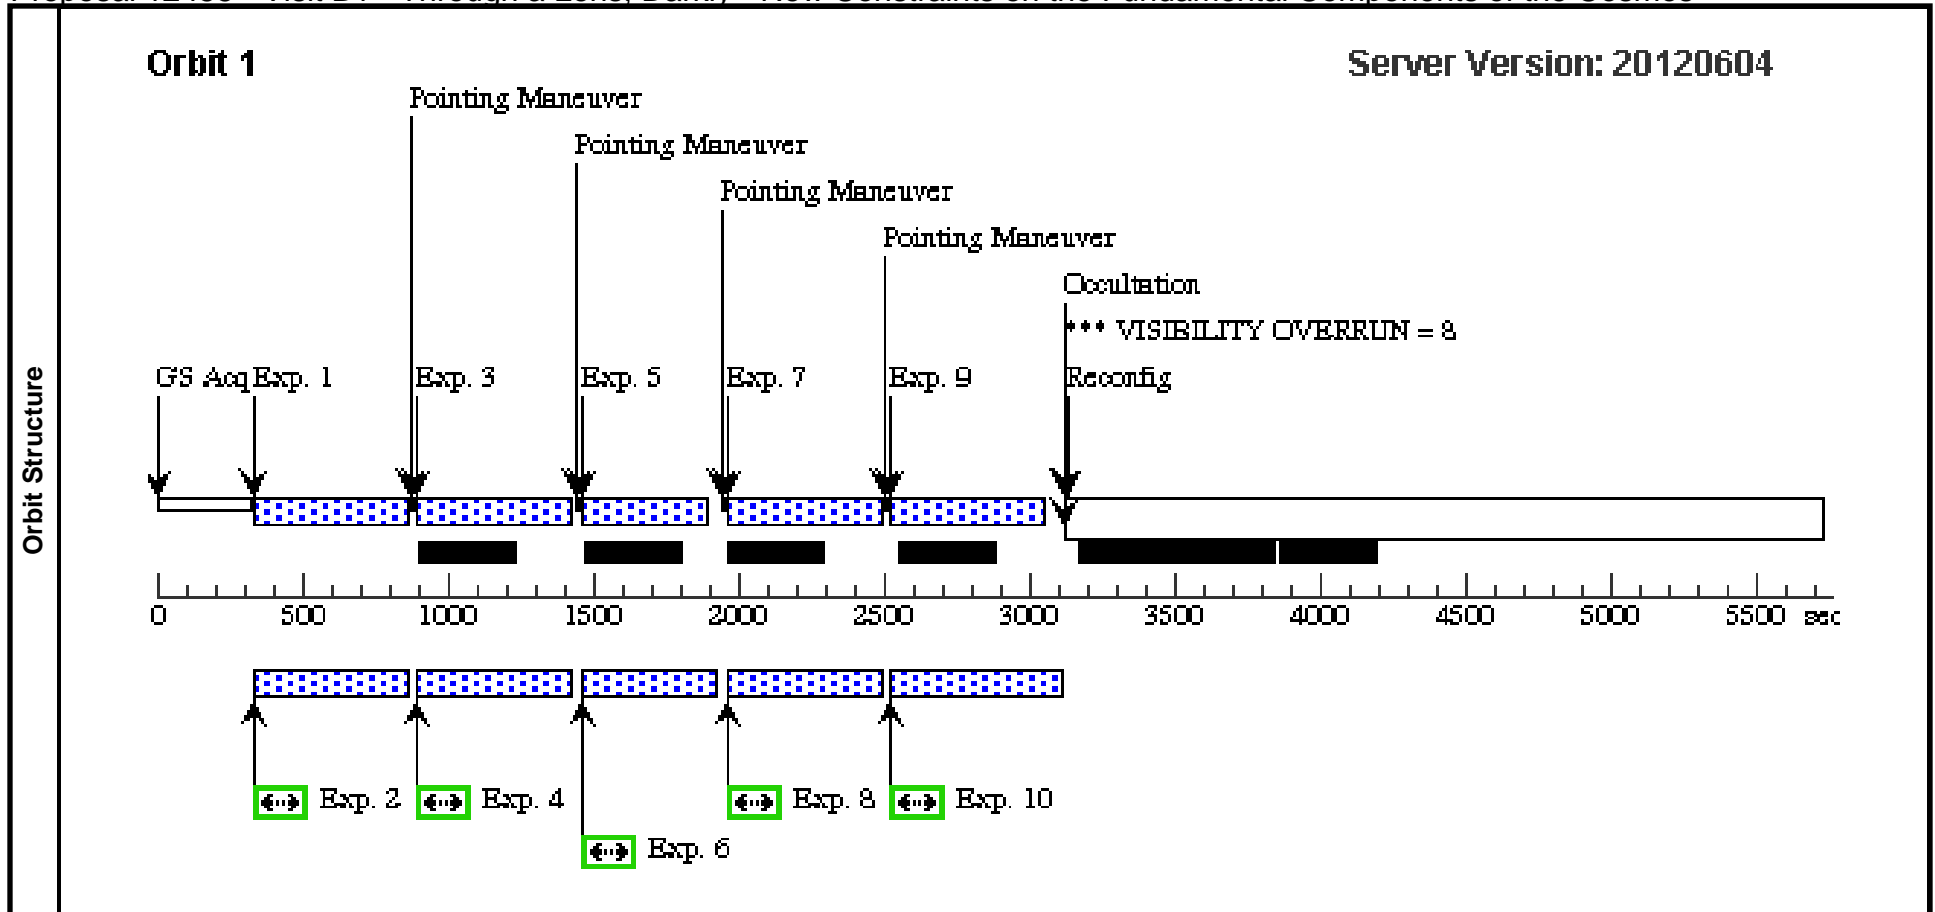 Orbit 1
Server Version: 20120604
Pointing Maneuver
Pointing Maneuver
Pointing Maneuver
Pointing Maneuver
Occultation
*** VISIBILITY OVERRUN = 8
GS Acq Exp. 1 Exp. 3 Exp. 5 Exp. 7 Exp. 9 Reconfig
Orbit Structure
0 500 1000 1500 2000 2500 3000 3500 4000 4500 5000 5500 sec
Exp. 2 Exp. 4 Exp. 8 Exp. 10
Exp. 6